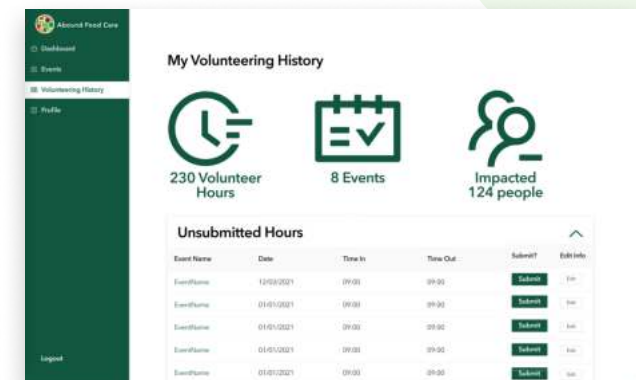 Abound Food Care
Dashboard
Events
Volunteering History
Profile
Logout
My Volunteering History
230 Volunteer
Hours
8 Events
Impacted
124 people
Unsubmitted Hours
Event Name Date Time In Time Out Submit? Edit Info
EventName 12/03/2021 09:00 09:00 Submit Edit
EventName 01/01/2021 09:00 09:00 Submit Edit
EventName 01/01/2021 09:00 09:00 Submit Edit
EventName 01/01/2021 09:00 09:00 Submit Edit
EventName 01/01/2021 09:00 09:00 Submit Edit